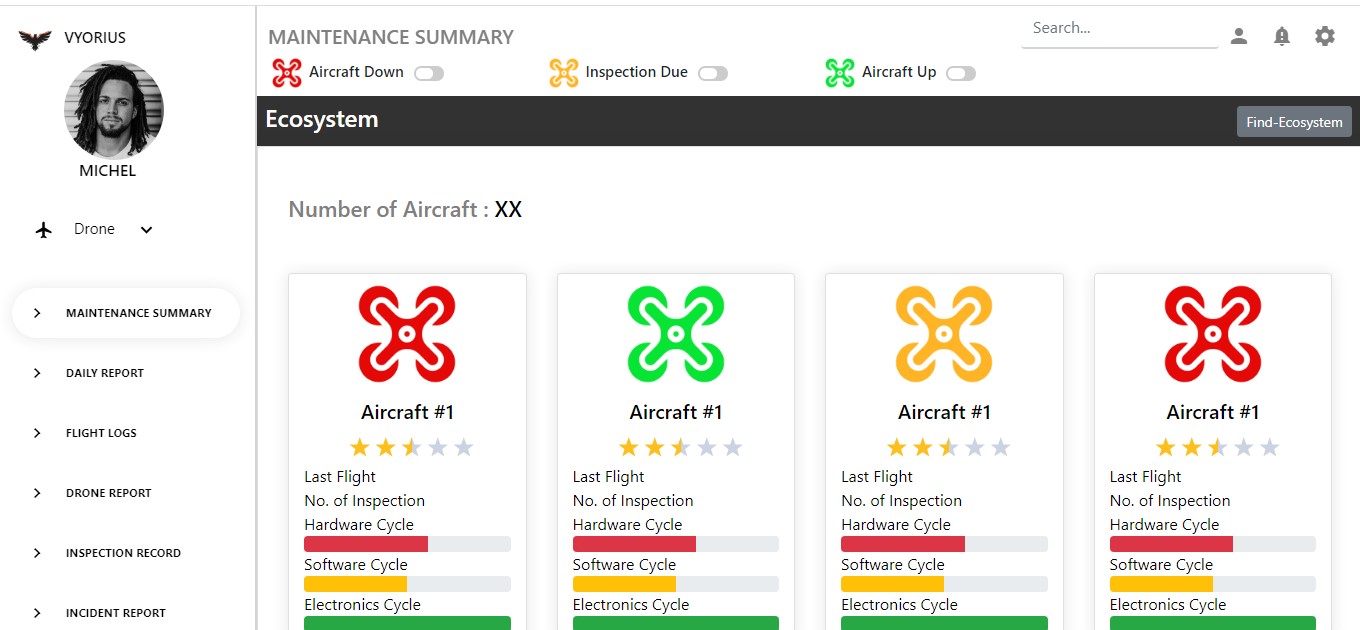 VYORIUS
MICHEL
Drone
MAINTENANCE SUMMARY
DAILY REPORT
FLIGHT LOGS
DRONE REPORT
INSPECTION RECORD
INCIDENT REPORT
MAINTENANCE SUMMARY
Search...
Aircraft Down
Inspection Due
Aircraft Up
Ecosystem
Find-Ecosystem
Number of Aircraft : XX
Aircraft #1
Last Flight
No. of Inspection
Hardware Cycle
Software Cycle
Electronics Cycle
Aircraft #1
Last Flight
No. of Inspection
Hardware Cycle
Software Cycle
Electronics Cycle
Aircraft #1
Last Flight
No. of Inspection
Hardware Cycle
Software Cycle
Electronics Cycle
Aircraft #1
Last Flight
No. of Inspection
Hardware Cycle
Software Cycle
Electronics Cycle